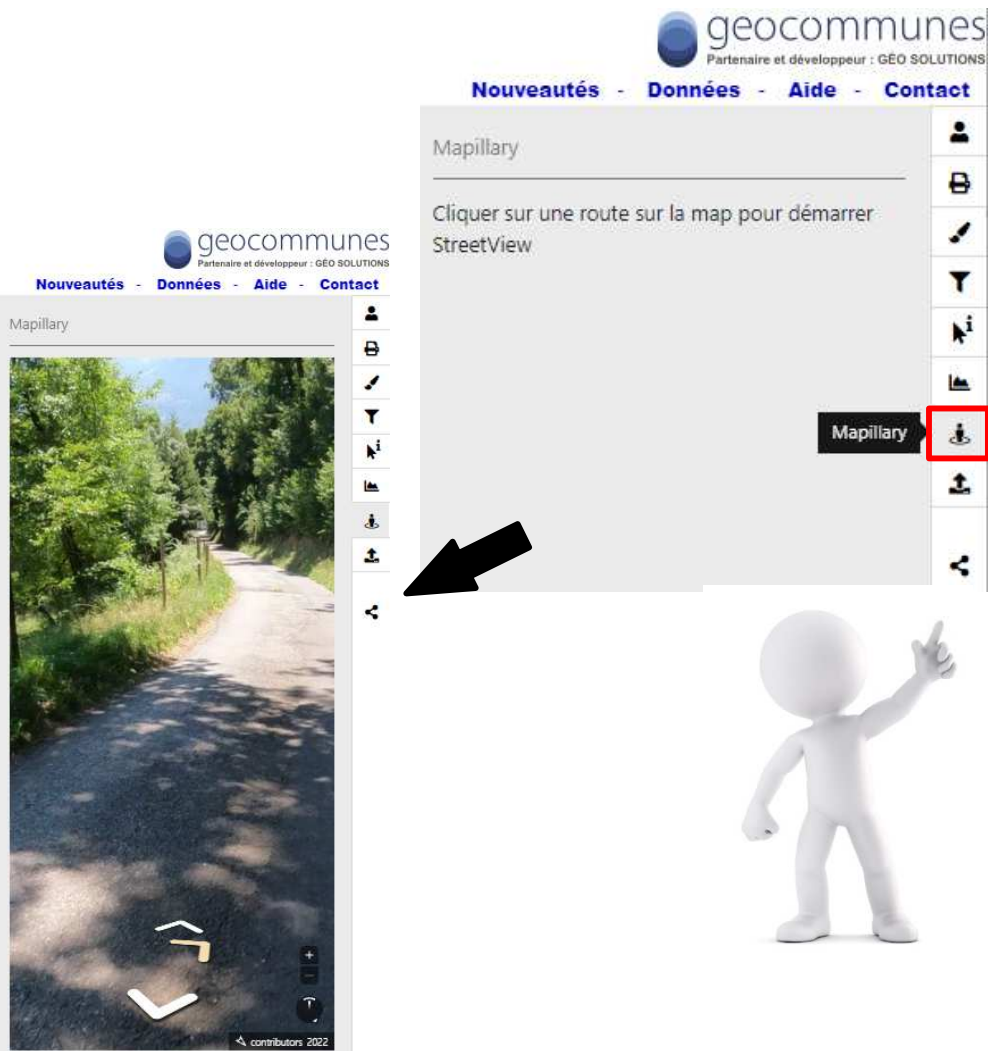 geocommunes
Partenaire et développeur : GÉO SOLUTIONS
Nouveautés - Données - Aide - Contact
Mapillary
Cliquer sur une route sur la map pour démarrer
StreetView
i
Mapillary
geocommunes
Partenaire et développeur : GÉO SOLUTIONS
Nouveautés - Données - Aide - Contact
Mapillary
i
contributors 2022